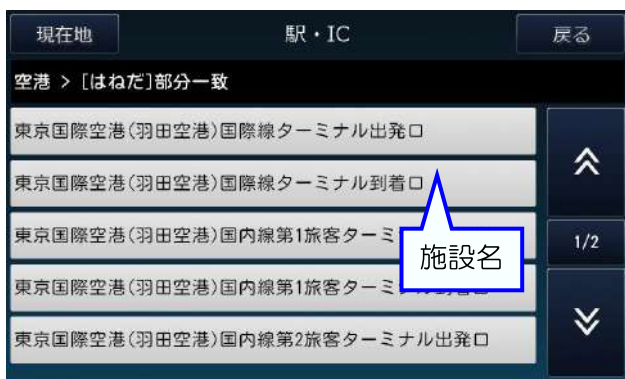 現在地
駅・IC
戻る
空港 > [はねだ]部分一致
東京国際空港(羽田空港)国際線ターミナル出発口
東京国際空港(羽田空港)国際線ターミナル到着口
東京国際空港(羽田空港)国内線第1旅客ターミ
施設名
1/2
東京国際空港(羽田空港)国内線第1旅客ターミ
東京国際空港(羽田空港)国内線第2旅客ターミナル出発口